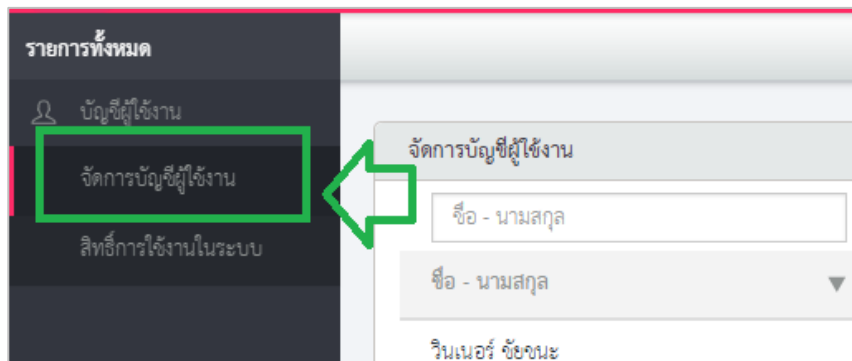 รายการทั้งหมด
บัญชีผู้ใช้งาน
จัดการบัญชีผู้ใช้งาน
สิทธิ์การใช้งานในระบบ
จัดการบัญชีผู้ใช้งาน
ชื่อ - นามสกุล
ชื่อ - นามสกุล
วินเนอร์ ชัยชนะ